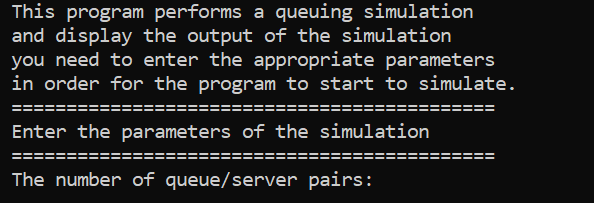 This program performs a queuing simulation
and display the output of the simulation
you need to enter the appropriate parameters
in order for the program to start to simulate.
============================================
Enter the parameters of the simulation
============================================
The number of queue/server pairs: